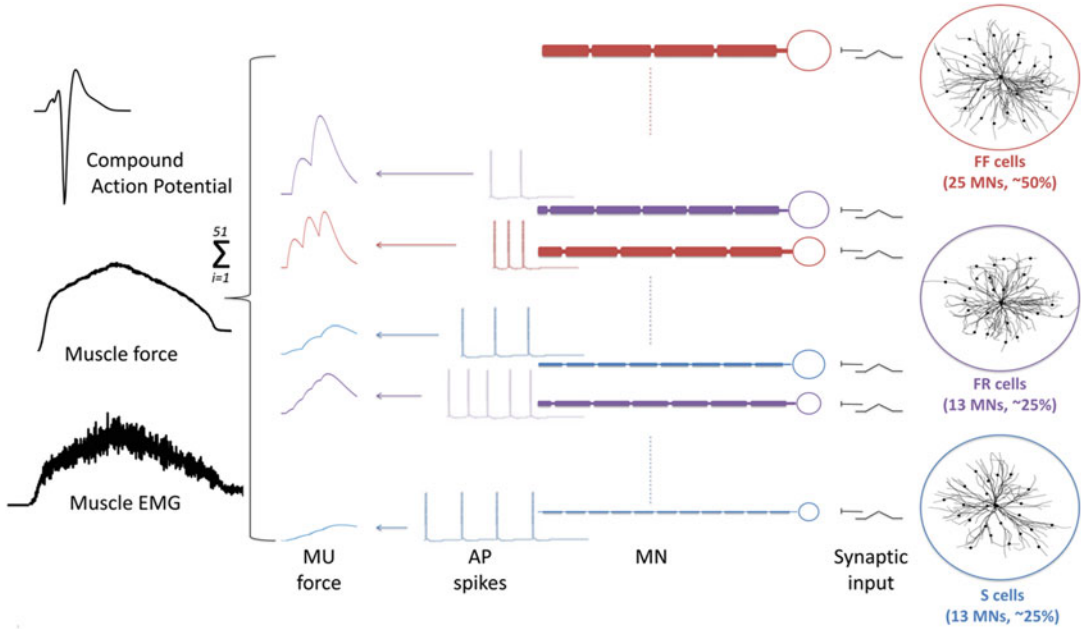 Compound
Action Potential
51
Σ
i=1
Muscle force
Muscle EMG
MU
force
AP
spikes
MN
Synaptic
input
FF cells
(25 MNs, ~50%)
FR cells
(13 MNs, ~25%)
S cells
(13 MNs, ~25%)